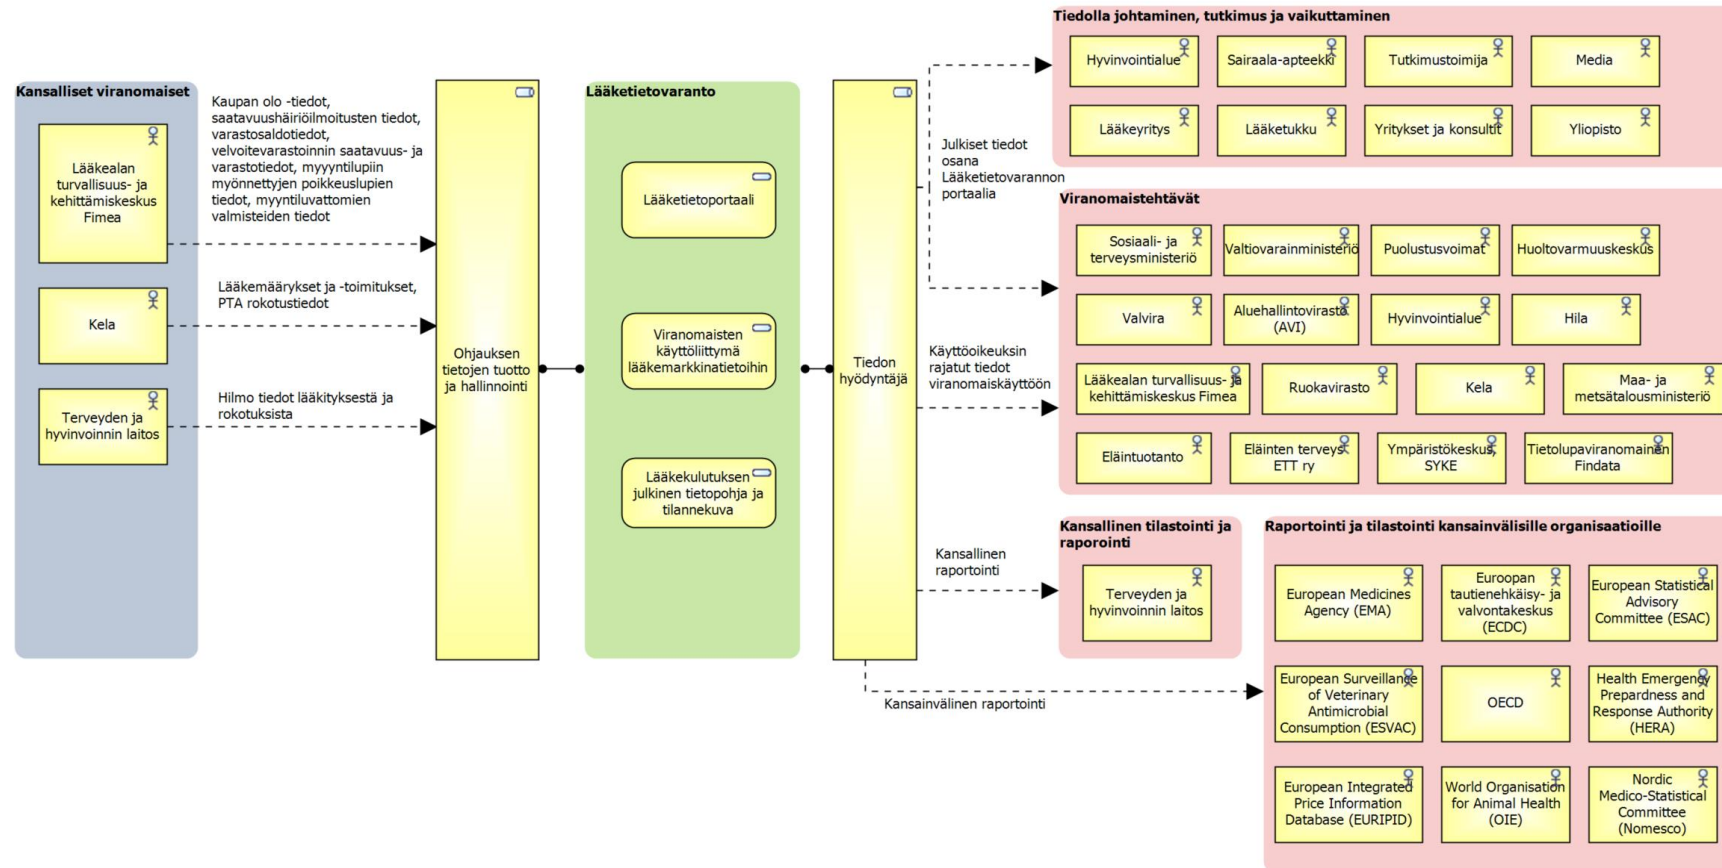 Kansalliset viranomaiset
Lääkealan
turvallisuus- ja
kehittämiskeskus
Fimea
Kela
Terveyden ja
hyvinvoinnin laitos
Kaupan olo -tiedot,
saatavuushäiriöilmoitusten tiedot,
varastosaldotiedot,
velvoitevarastoinnin saatavuus- ja
varastotiedot, myyyntilupiin
myönnettyjen poikkeuslupien
tiedot, myyntiluvattomien
valmisteiden tiedot
Lääkemäärykset ja -toimitukset,
PTA rokotustiedot
Hilmo tiedot lääkityksestä ja
rokotuksista
Ohjauksen
tietojen tuotto
ja hallinnointi
Lääketietovaranto
Lääketietoportaali
Viranomaisten
käyttöliittymä
lääkemarkkinatietoihin
Lääkekulutuksen
julkinen tietopohja ja
tilannekuva
Tiedon
hyödyntäjä
Julkiset tiedot
osana
Lääketietovarannon
portaalia
Käyttöoikeuksin
rajatut tiedot
viranomaiskäyttöön
Kansallinen
raportointi
Kansainvälinen raportointi
Tiedolla johtaminen, tutkimus ja vaikuttaminen
Hyvinvointialue
Sairaala-apteekki
Tutkimustoimija
Media
Lääkeyritys
Lääketukku
Yritykset ja konsultit
Yliopisto
Viranomaistehtävät
Sosiaali- ja
terveysministeriö
Valtiovarainministeriö
Puolustusvoimat
Huoltovarmuuskeskus
Valvira
Aluehallintovirasto
(AVI)
Hyvinvointialue
Hila
Lääkealan turvallisuus- ja
kehittämiskeskus Fimea
Ruokavirasto
Kela
Maa- ja
metsätalousministeriö
Eläintuotanto
Eläinten terveys
ETT ry
Ympäristökeskus,
SYKE
Tietolupaviranomainen
Findata
Kansallinen tilastointi ja
raporointi
Terveyden ja
hyvinvoinnin laitos
Raportointi ja tilastointi kansainvälisille organisaatioille
European Medicines
Agency (EMA)
Euroopan
tautienehkäisy- ja
valvontakeskus
(ECDC)
European Statistical
Advisory
Committee (ESAC)
European Surveillance
of Veterinary
Antimicrobial
Consumption (ESVAC)
OECD
Health Emergency
Prepardness and
Response Authority
(HERA)
European Integrated
Price Information
Database (EURIPID)
World Organisation
for Animal Health
(OIE)
Nordic
Medico-Statistical
Committee
(Nomesco)